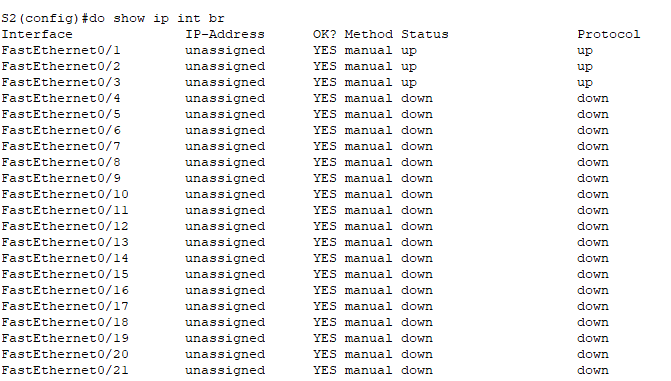 S2(config)#do show ip int br
Interface IP-Address OK? Method Status Protocol
FastEthernet0/1 unassigned YES manual up up
FastEthernet0/2 unassigned YES manual up up
FastEthernet0/3 unassigned YES manual up up
FastEthernet0/4 unassigned YES manual down down
FastEthernet0/5 unassigned YES manual down down
FastEthernet0/6 unassigned YES manual down down
FastEthernet0/7 unassigned YES manual down down
FastEthernet0/8 unassigned YES manual down down
FastEthernet0/9 unassigned YES manual down down
FastEthernet0/10 unassigned YES manual down down
FastEthernet0/11 unassigned YES manual down down
FastEthernet0/12 unassigned YES manual down down
FastEthernet0/13 unassigned YES manual down down
FastEthernet0/14 unassigned YES manual down down
FastEthernet0/15 unassigned YES manual down down
FastEthernet0/16 unassigned YES manual down down
FastEthernet0/17 unassigned YES manual down down
FastEthernet0/18 unassigned YES manual down down
FastEthernet0/19 unassigned YES manual down down
FastEthernet0/20 unassigned YES manual down down
FastEthernet0/21 unassigned YES manual down down